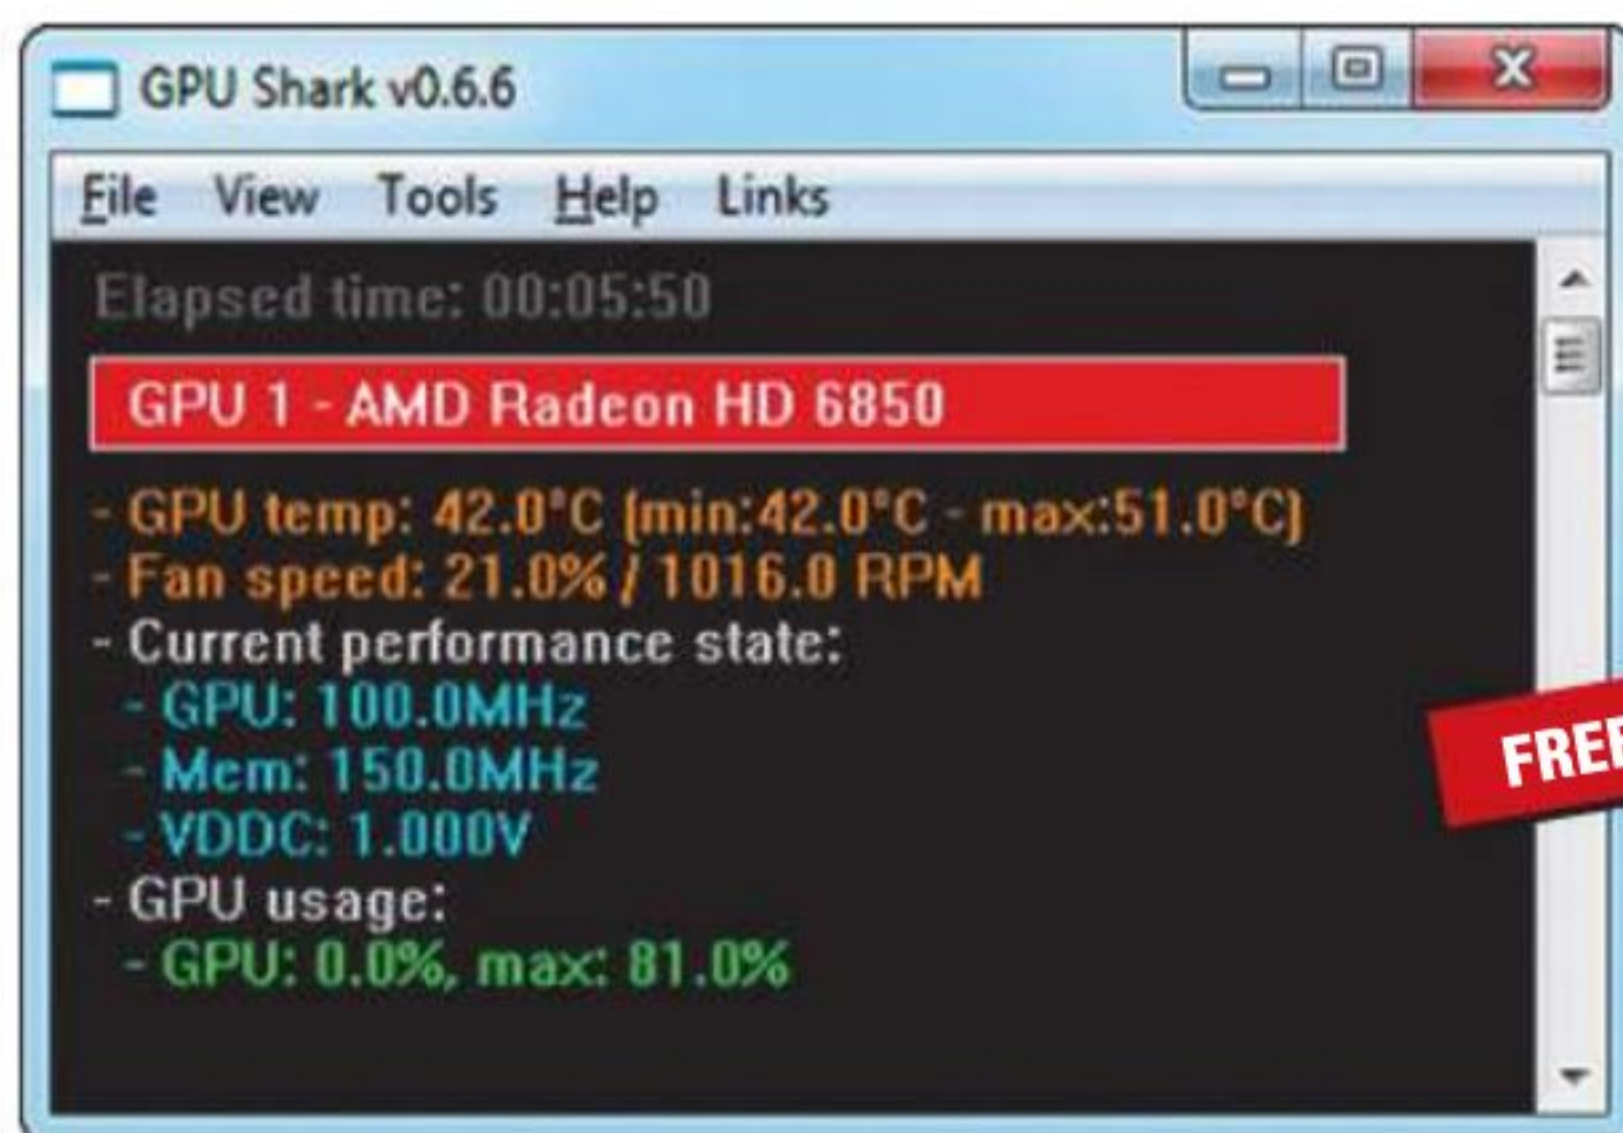 GPU Shark v0.6.6
File View Tools Help Links
Elapsed time: 00:05:50
GPU 1 - AMD Radeon HD 6850
- GPU temp: 42.0°C (min:42.0°C - max:51.0°C)
- Fan speed: 21.0% / 1016.0 RPM
- Current performance state:
- GPU: 100.0MHz
- Mem: 150.0MHz
- VDDC: 1.000V
- GPU usage:
- GPU: 0.0%, max: 81.0%
FREE